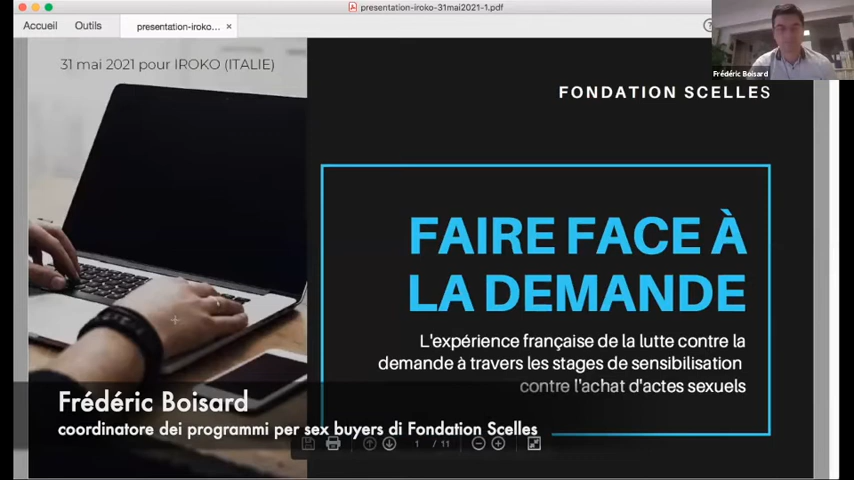 presentation-iroko-31mai2021-1.pdf
Accueil Outils presentation-iroko... ×
Frédéric Boisard
31 mai 2021 pour IROKO (ITALIE)
FONDATION SCELLES
FAIRE FACE À
LA DEMANDE
L'expérience française de la lutte contre la
demande à travers les stages de sensibilisation
contre l'achat d'actes sexuels
Frédéric Boisard
coordinatore dei programmi per sex buyers di Fondation Scelles
1 / 11